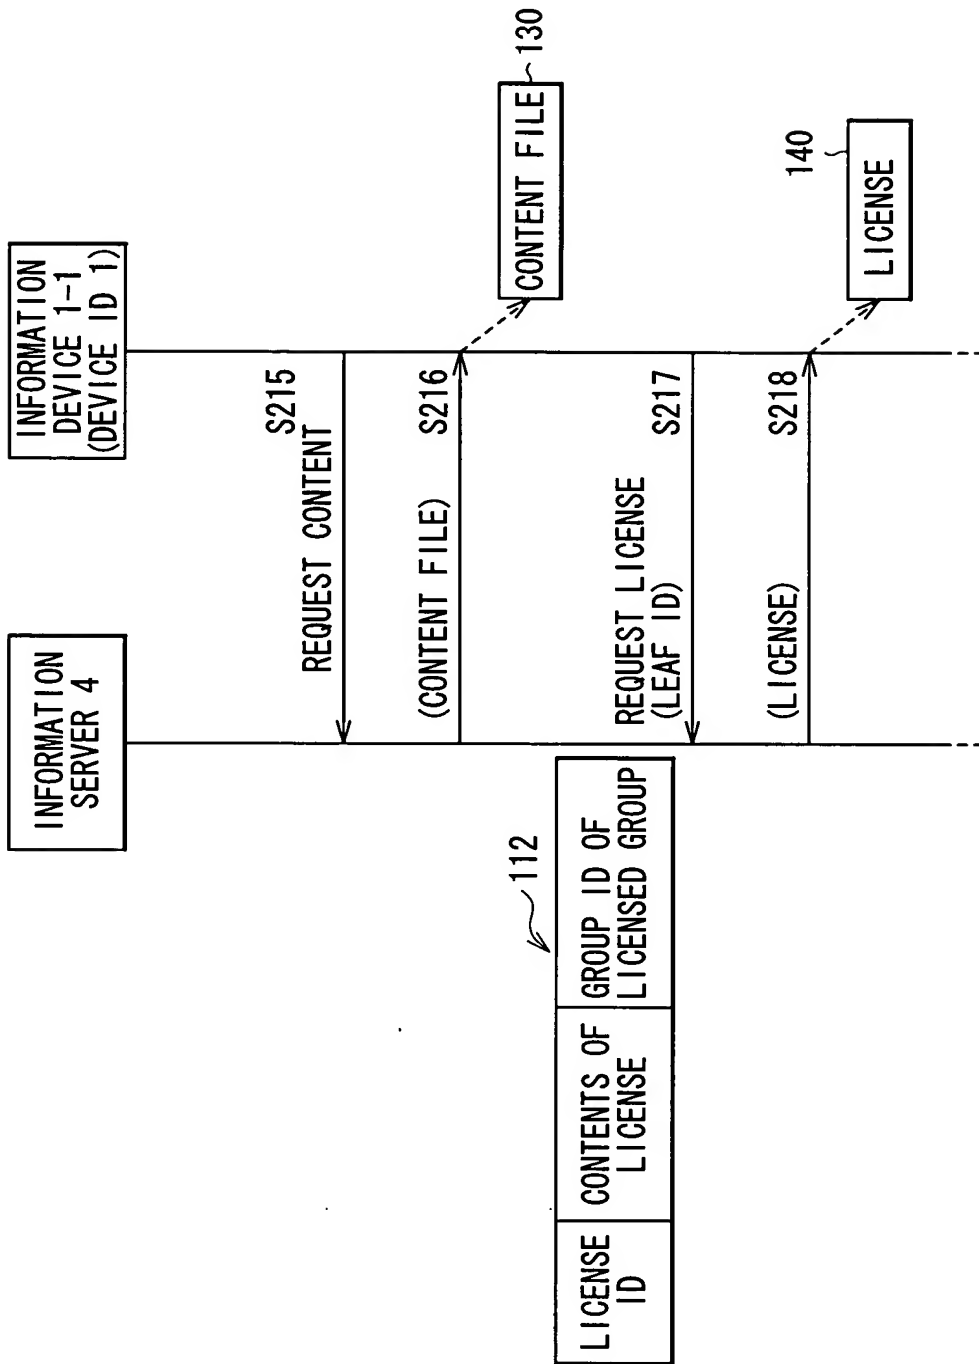 INFORMATION
SERVER 4
INFORMATION
DEVICE 1-1
(DEVICE ID 1)
REQUEST CONTENT
S215
(CONTENT FILE)
S216
CONTENT FILE
130
112
LICENSE
ID
CONTENTS OF
LICENSE
GROUP ID OF
LICENSED GROUP
REQUEST LICENSE
(LEAF ID)
S217
(LICENSE)
S218
LICENSE
140